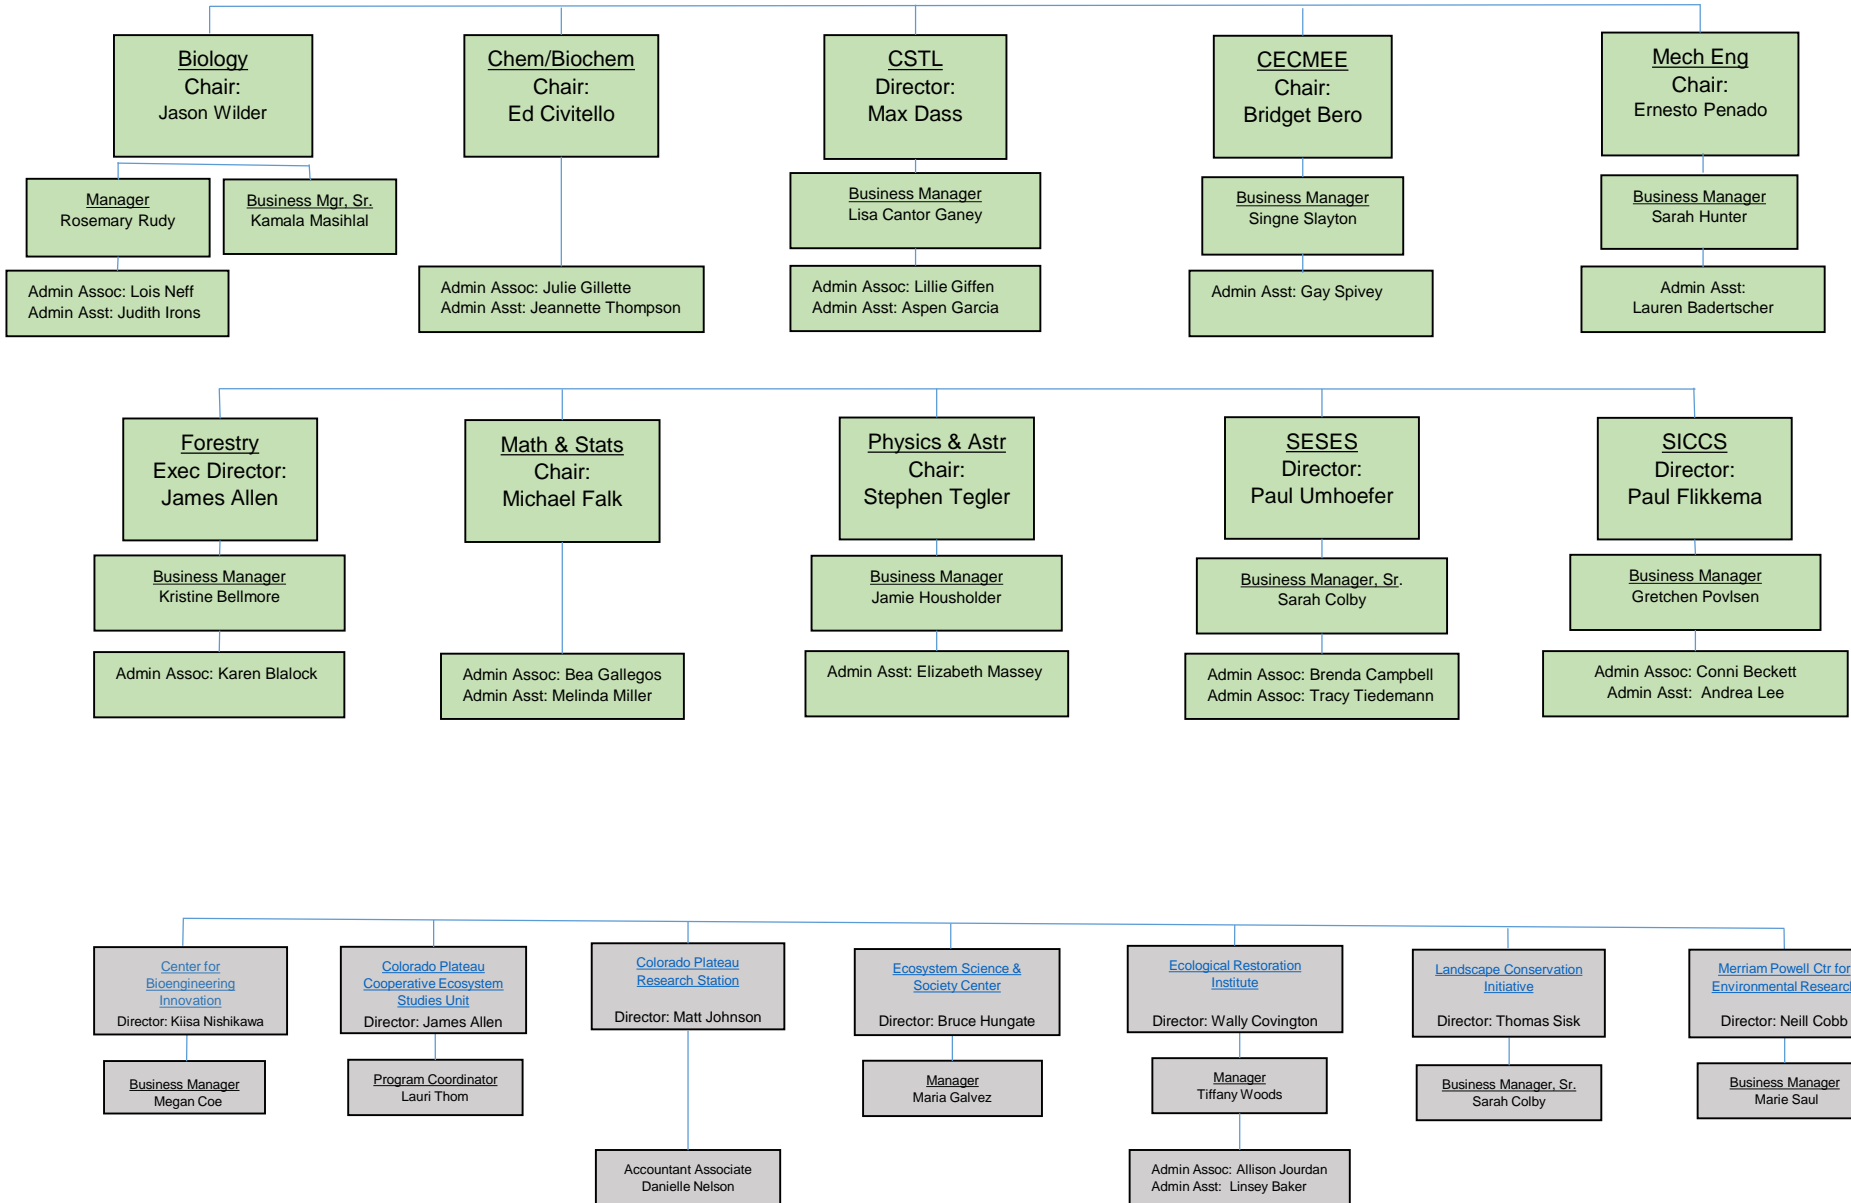 Biology
Chair:
Jason Wilder
Chem/Biochem
Chair:
Ed Civitello
CSTL
Director:
Max Dass
CECMEE
Chair:
Bridget Bero
Mech Eng
Chair:
Ernesto Penado
Manager
Rosemary Rudy
Business Mgr, Sr.
Kamala Masihlal
Business Manager
Lisa Cantor Ganey
Business Manager
Singne Slayton
Business Manager
Sarah Hunter
Admin Assoc: Lois Neff
Admin Asst: Judith Irons
Admin Assoc: Julie Gillette
Admin Asst: Jeannette Thompson
Admin Assoc: Lillie Giffen
Admin Asst: Aspen Garcia
Admin Asst: Gay Spivey
Admin Asst:
Lauren Badertscher
Forestry
Exec Director:
James Allen
Math & Stats
Chair:
Michael Falk
Physics & Astr
Chair:
Stephen Tegler
SESES
Director:
Paul Umhoefer
SICCS
Director:
Paul Flikkema
Business Manager
Kristine Bellmore
Business Manager
Jamie Housholder
Business Manager, Sr.
Sarah Colby
Business Manager
Gretchen Povlsen
Admin Assoc: Karen Blalock
Admin Assoc: Bea Gallegos
Admin Asst: Melinda Miller
Admin Asst: Elizabeth Massey
Admin Assoc: Brenda Campbell
Admin Assoc: Tracy Tiedemann
Admin Assoc: Conni Beckett
Admin Asst: Andrea Lee
Center for
Bioengineering
Innovation
Director: Kiisa Nishikawa
Colorado Plateau
Cooperative Ecosystem
Studies Unit
Director: James Allen
Colorado Plateau
Research Station
Director: Matt Johnson
Ecosystem Science &
Society Center
Director: Bruce Hungate
Ecological Restoration
Institute
Director: Wally Covington
Landscape Conservation
Initiative
Director: Thomas Sisk
Merriam Powell Ctr for
Environmental Research
Director: Neill Cobb
Business Manager
Megan Coe
Program Coordinator
Lauri Thom
Manager
Maria Galvez
Manager
Tiffany Woods
Business Manager, Sr.
Sarah Colby
Business Manager
Marie Saul
Accountant Associate
Danielle Nelson
Admin Assoc: Allison Jourdan
Admin Asst: Linsey Baker